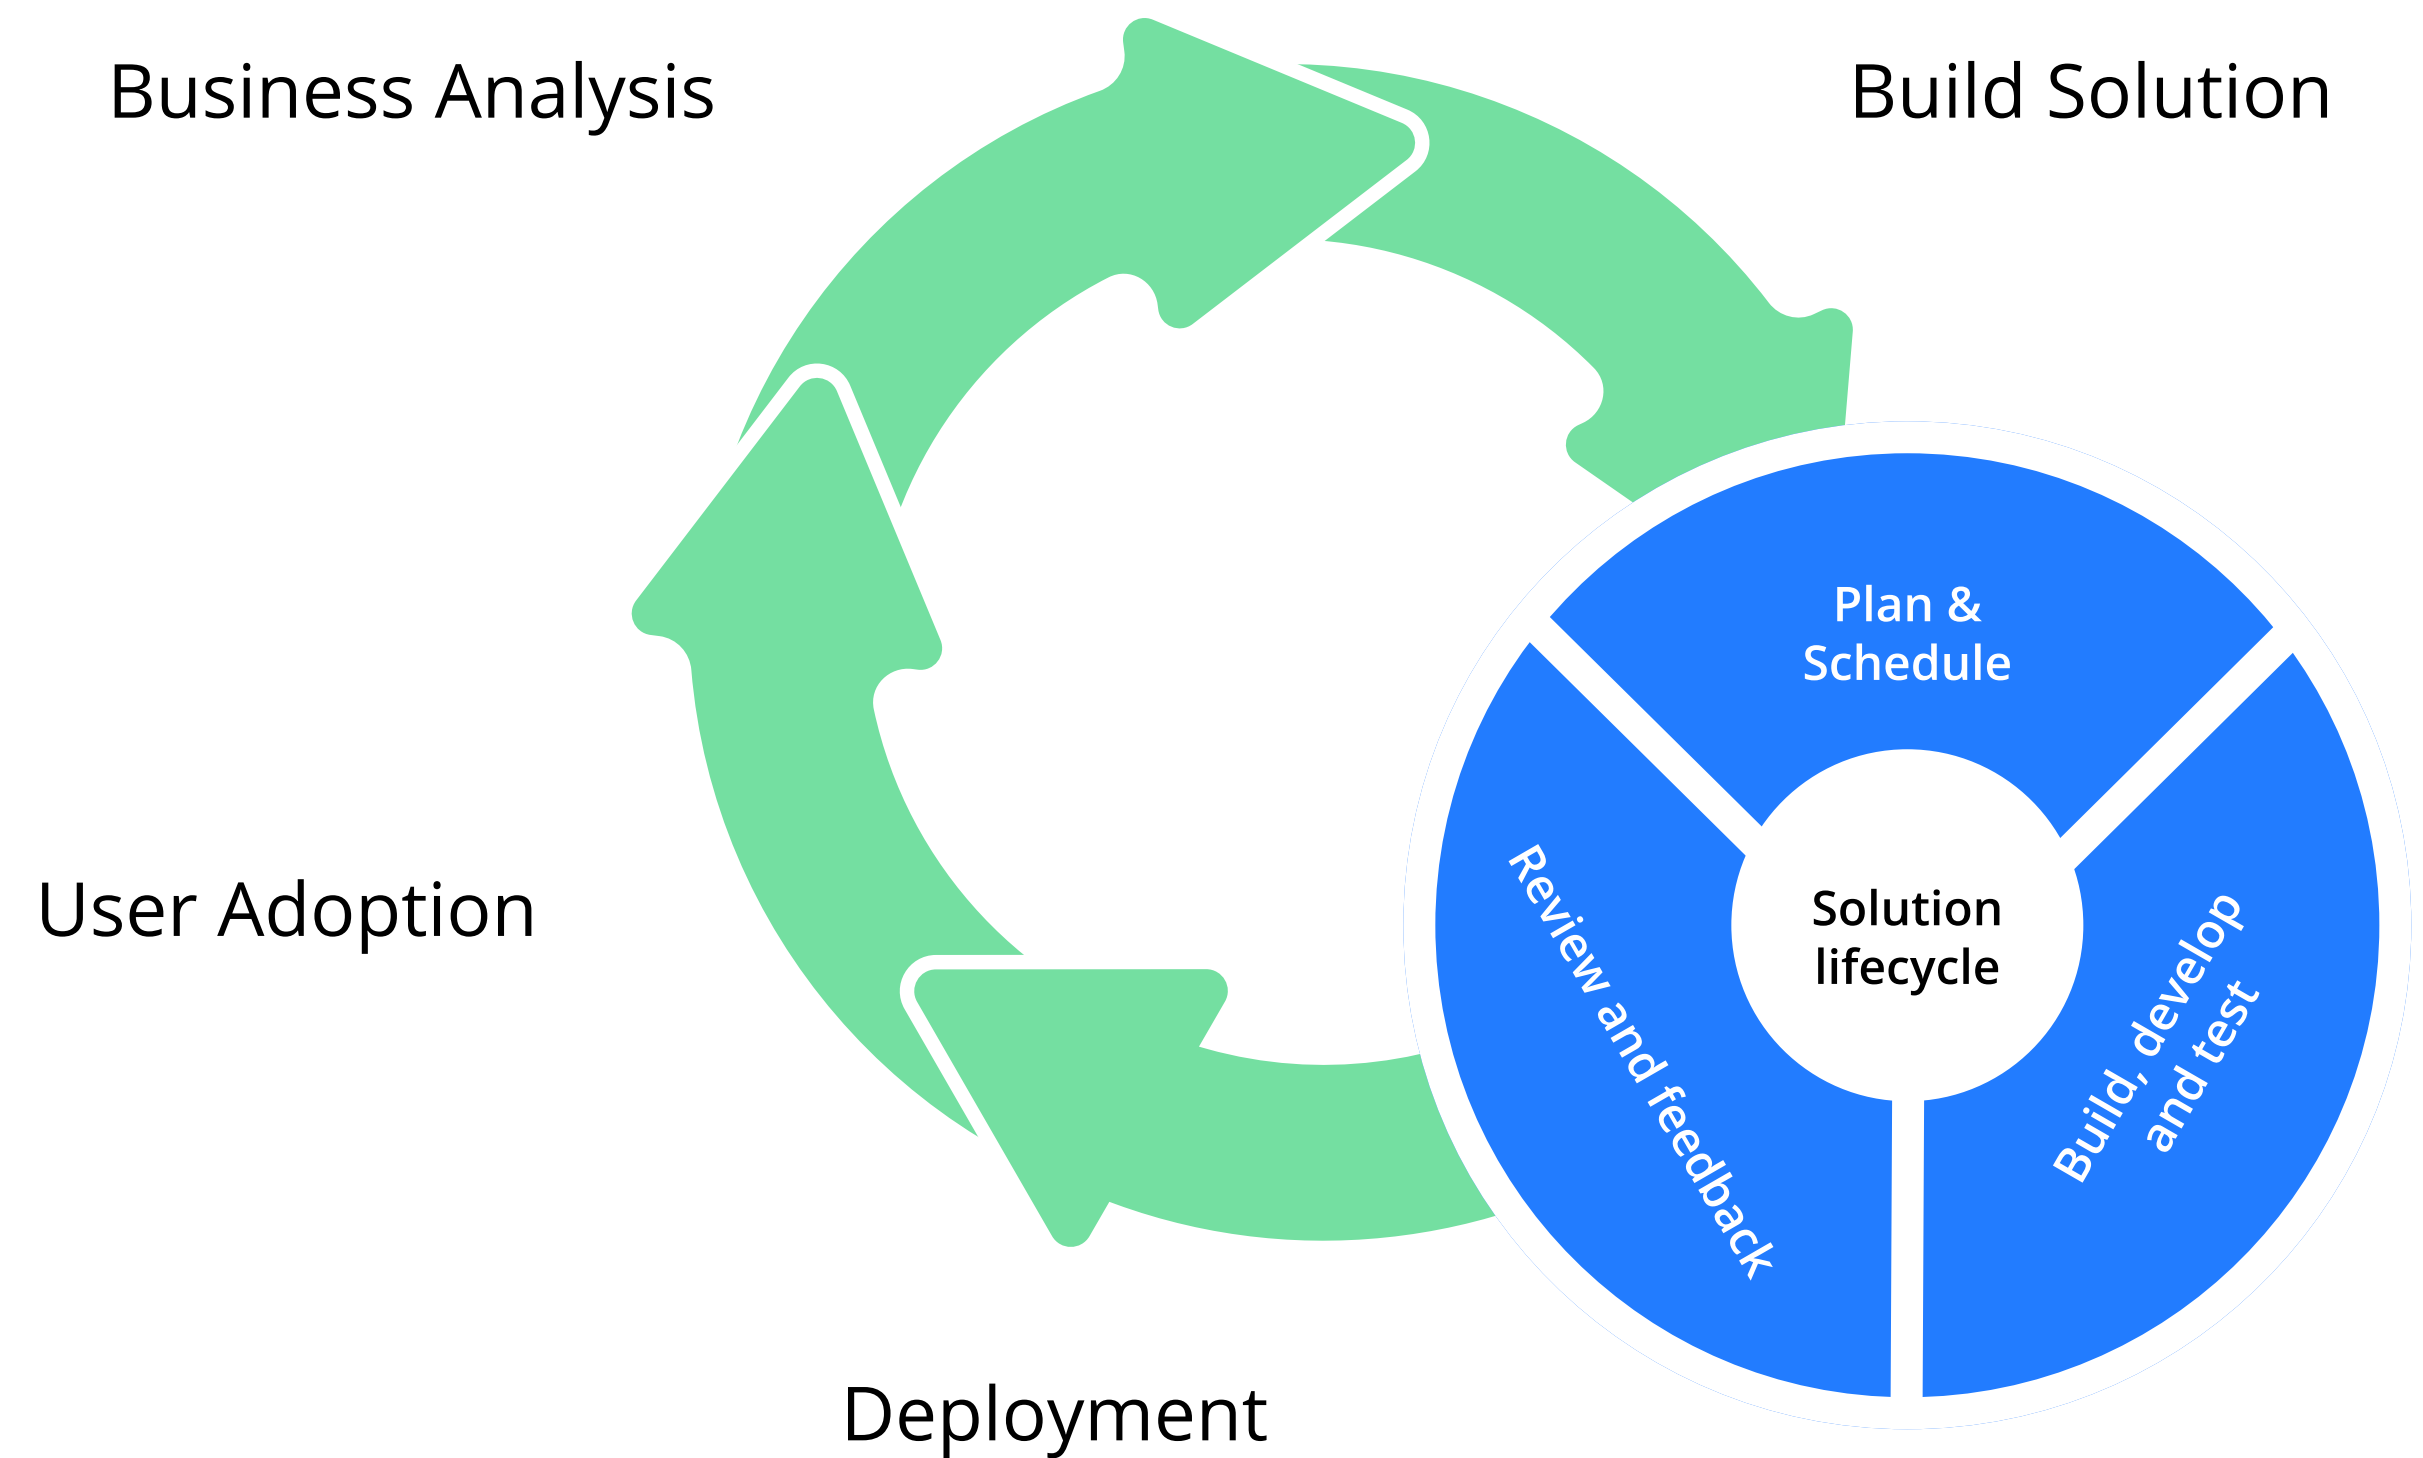 Business Analysis
Build Solution
Plan &
Schedule
Solution
lifecycle
Review and feedback
Build, develop
and test
User Adoption
Deployment